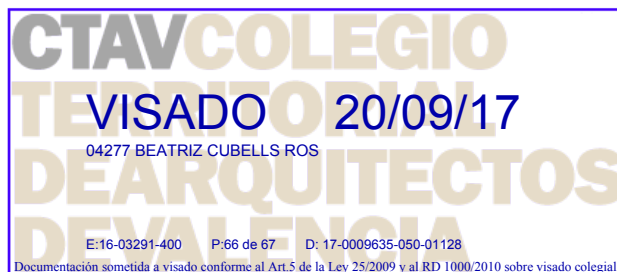 CTAVCOLEGIO
TERRITORIAL
VISADO 20/09/17
04277 BEATRIZ CUBELLS ROS
DEARQUITECTOS
DEVALENCIA
E:16-03291-400 P:66 de 67 D: 17-0009635-050-01128
Documentación sometida a visado conforme al Art.5 de la Ley 25/2009 y al RD 1000/2010 sobre visado colegial